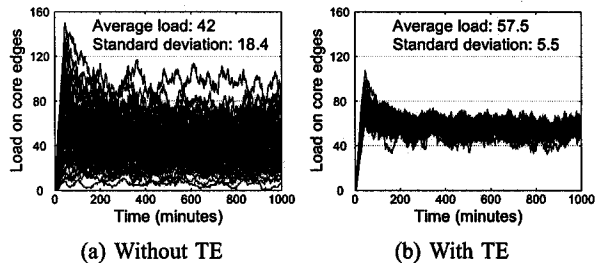 160
120
80
40
0
Load on core edges
Average load: 42
Standard deviation: 18.4
0 200 400 600 800 1000
Time (minutes)
(a) Without TE
160
120
80
40
0
Load on core edges
Average load: 57.5
Standard deviation: 5.5
0 200 400 600 800 1000
Time (minutes)
(b) With TE